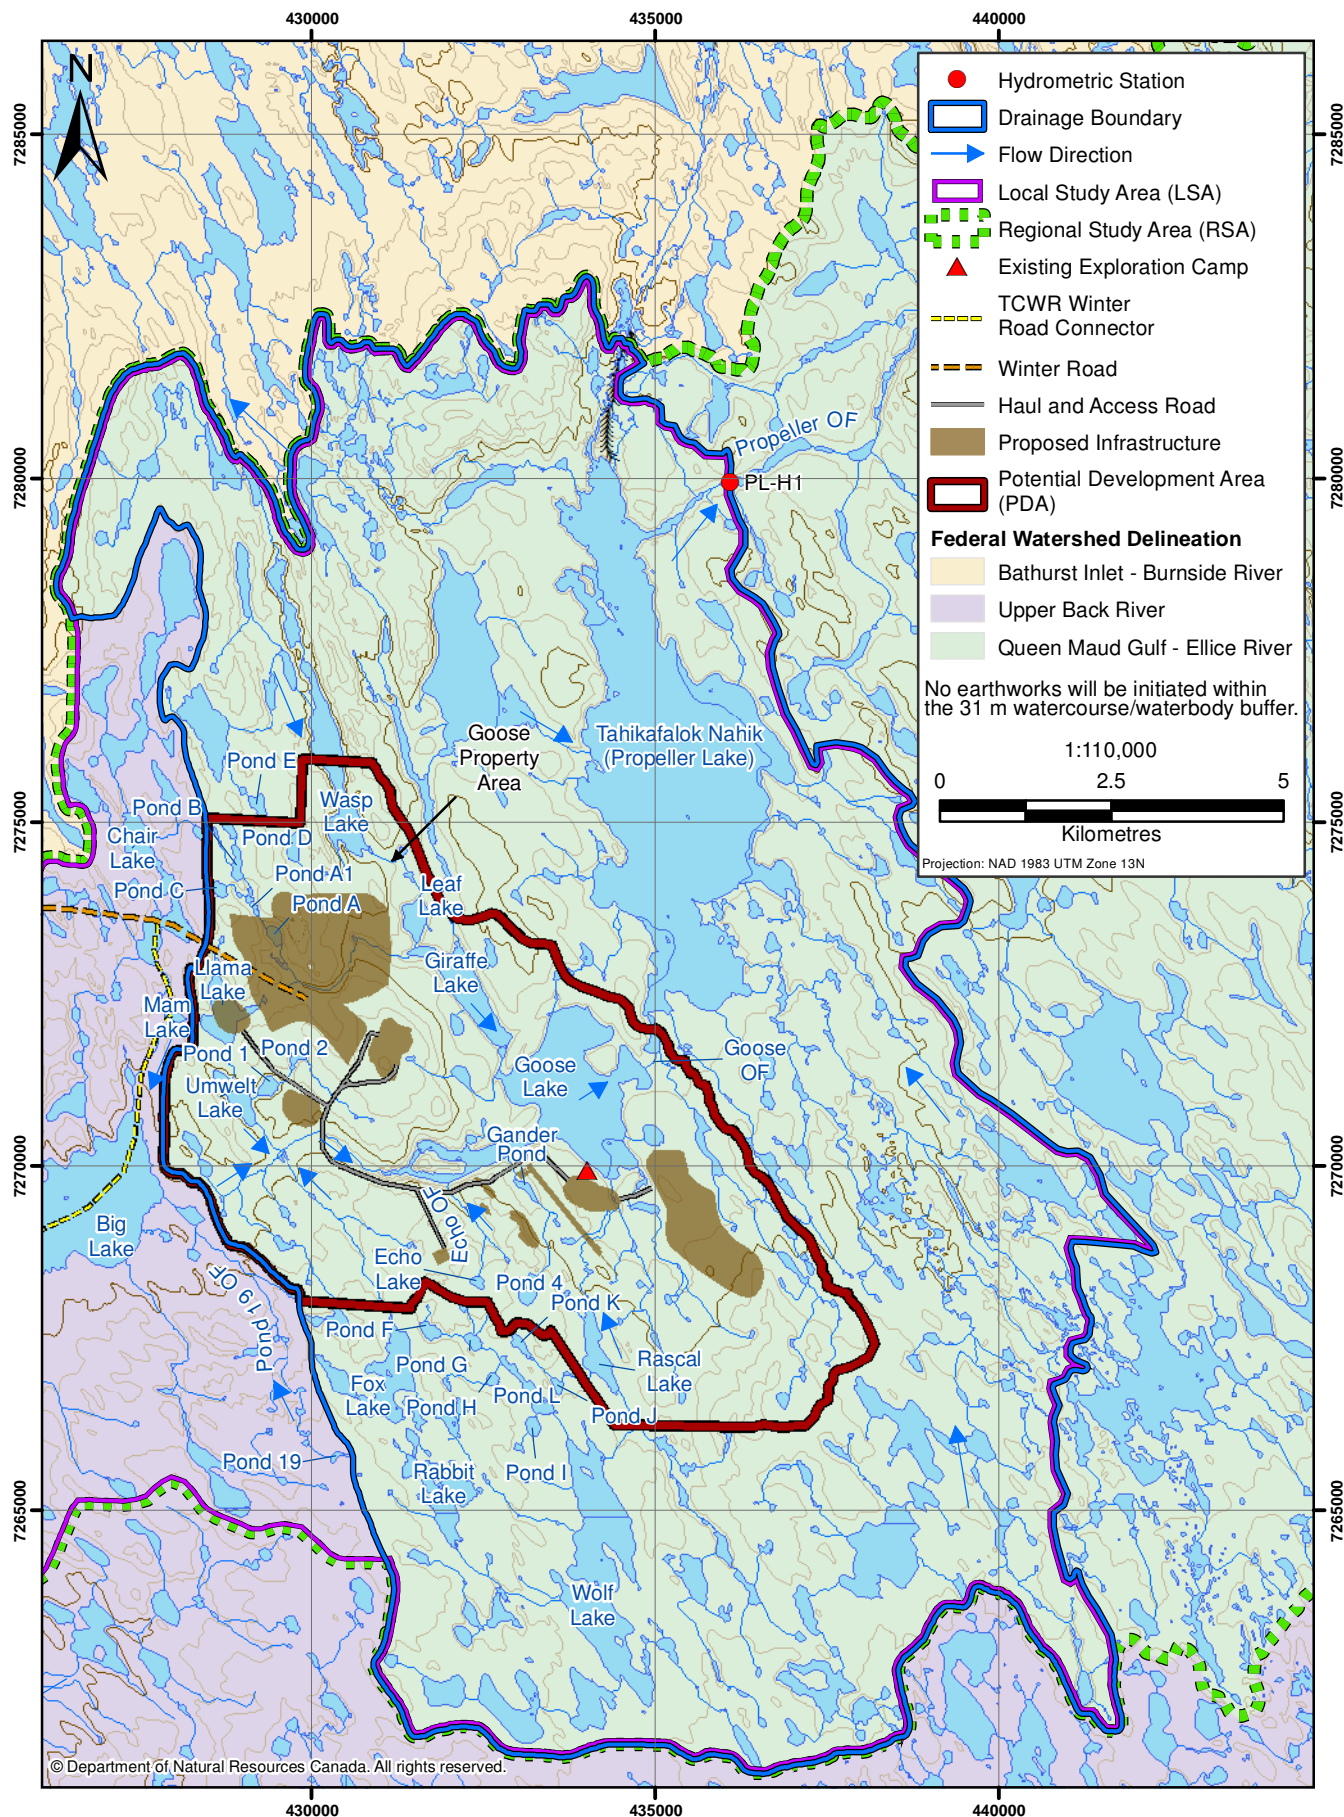 430000
435000
440000
N
Hydrometric Station
Drainage Boundary
Flow Direction
Local Study Area (LSA)
Regional Study Area (RSA)
Existing Exploration Camp
TCWR Winter
Road Connector
Winter Road
Haul and Access Road
Proposed Infrastructure
Potential Development Area
(PDA)
Federal Watershed Delineation
Bathurst Inlet - Burnside River
Upper Back River
Queen Maud Gulf - Ellice River
No earthworks will be initiated within
the 31 m watercourse/waterbody buffer.
1:110,000
0 2.5 5
Kilometres
Projection: NAD 1983 UTM Zone 13N
7285000
7285000
7280000
7280000
7275000
7275000
7270000
7270000
7265000
7265000
Propeller OF
PL-H1
Tahikafalok Nahik
(Propeller Lake)
Goose
Property
Area
Pond E
Wasp
Lake
Pond B
Pond D
Chair
Lake
Pond A1
Pond C
Pond A
Leaf
Lake
Giraffe
Lake
Llama
Lake
Mam
Lake
Pond 1
Pond 2
Umwelt
Lake
Goose
Lake
Goose
OF
Gander
Pond
Echo OF
Big
Lake
Echo
Lake
Pond 4
Pond K
Pond 19 OF
Pond F
Pond G
Rascal
Lake
Fox
Lake
Pond H
Pond L
Pond J
Pond 19
Rabbit
Lake
Pond I
Wolf
Lake
© Department of Natural Resources Canada. All rights reserved.
430000
435000
440000